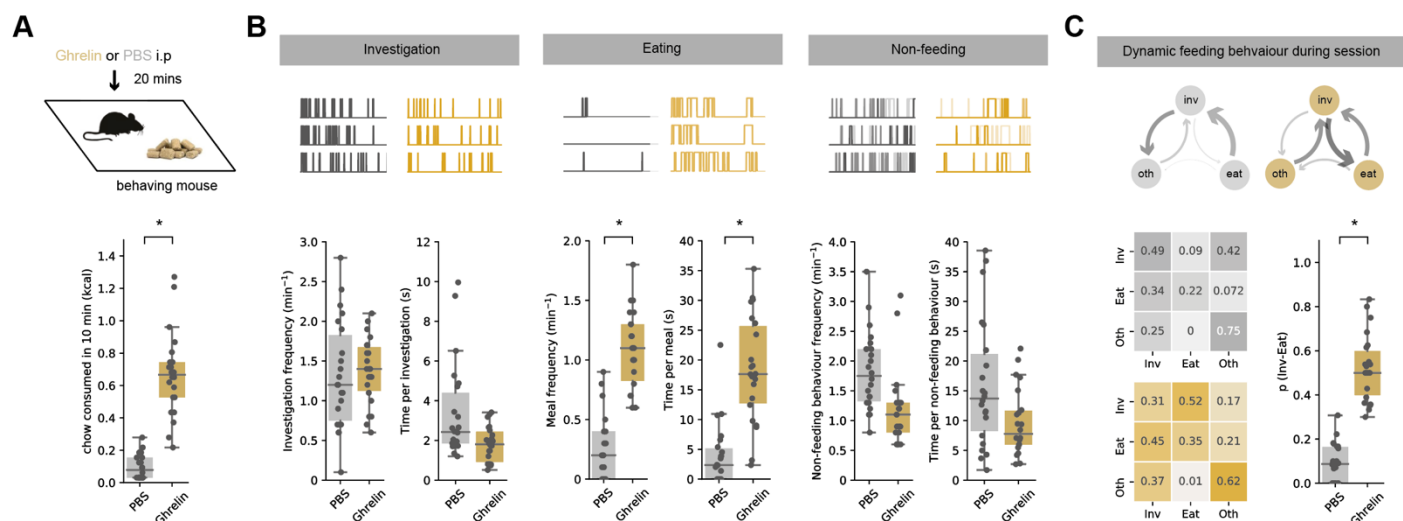 A
Ghrelin or PBS i.p
20 mins
behaving mouse
*
chow consumed in 10 min (kcal)
1.4
1.2
1.0
0.8
0.6
0.4
0.2
0.0
PBS
Ghrelin
B
Investigation
Eating
Non-feeding
Investigation frequency (min⁻¹)
3.0
2.5
2.0
1.5
1.0
0.5
0.0
PBS
Ghrelin
Time per investigation (s)
12
10
8
6
4
2
0
PBS
Ghrelin
*
Meal frequency (min⁻¹)
2.0
1.5
1.0
0.5
0.0
PBS
Ghrelin
*
Time per meal (s)
40
35
30
25
20
15
10
5
0
PBS
Ghrelin
Non-feeding behaviour frequency (min⁻¹)
4.0
3.5
3.0
2.5
2.0
1.5
1.0
0.5
0.0
PBS
Ghrelin
Time per non-feeding behaviour (s)
40
35
30
25
20
15
10
5
0
PBS
Ghrelin
C
Dynamic feeding behvaiour during session
inv
oth
eat
inv
oth
eat
Inv 0.49 0.09 0.42
Eat 0.34 0.22 0.072
Oth 0.25 0 0.75
Inv Eat Oth
Inv 0.31 0.52 0.17
Eat 0.45 0.35 0.21
Oth 0.37 0.01 0.62
Inv Eat Oth
*
p (Inv-Eat)
1.0
0.8
0.6
0.4
0.2
0.0
PBS
Ghrelin